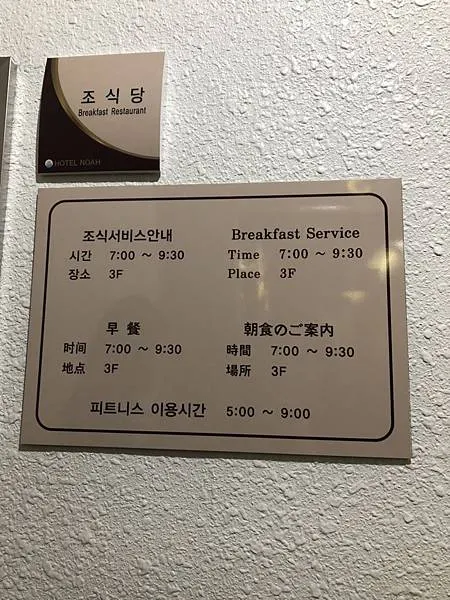 조식당
Breakfast Restaurant
HOTEL NOAH
조식서비스안내
시간 7:00 ~ 9:30
장소 3F
Breakfast Service
Time 7:00 ~ 9:30
Place 3F
早 餐
时间 7:00 ~ 9:30
地点 3F
朝食のご案内
時間 7:00 ~ 9:30
場所 3F
피트니스 이용시간 5:00 ~ 9:00